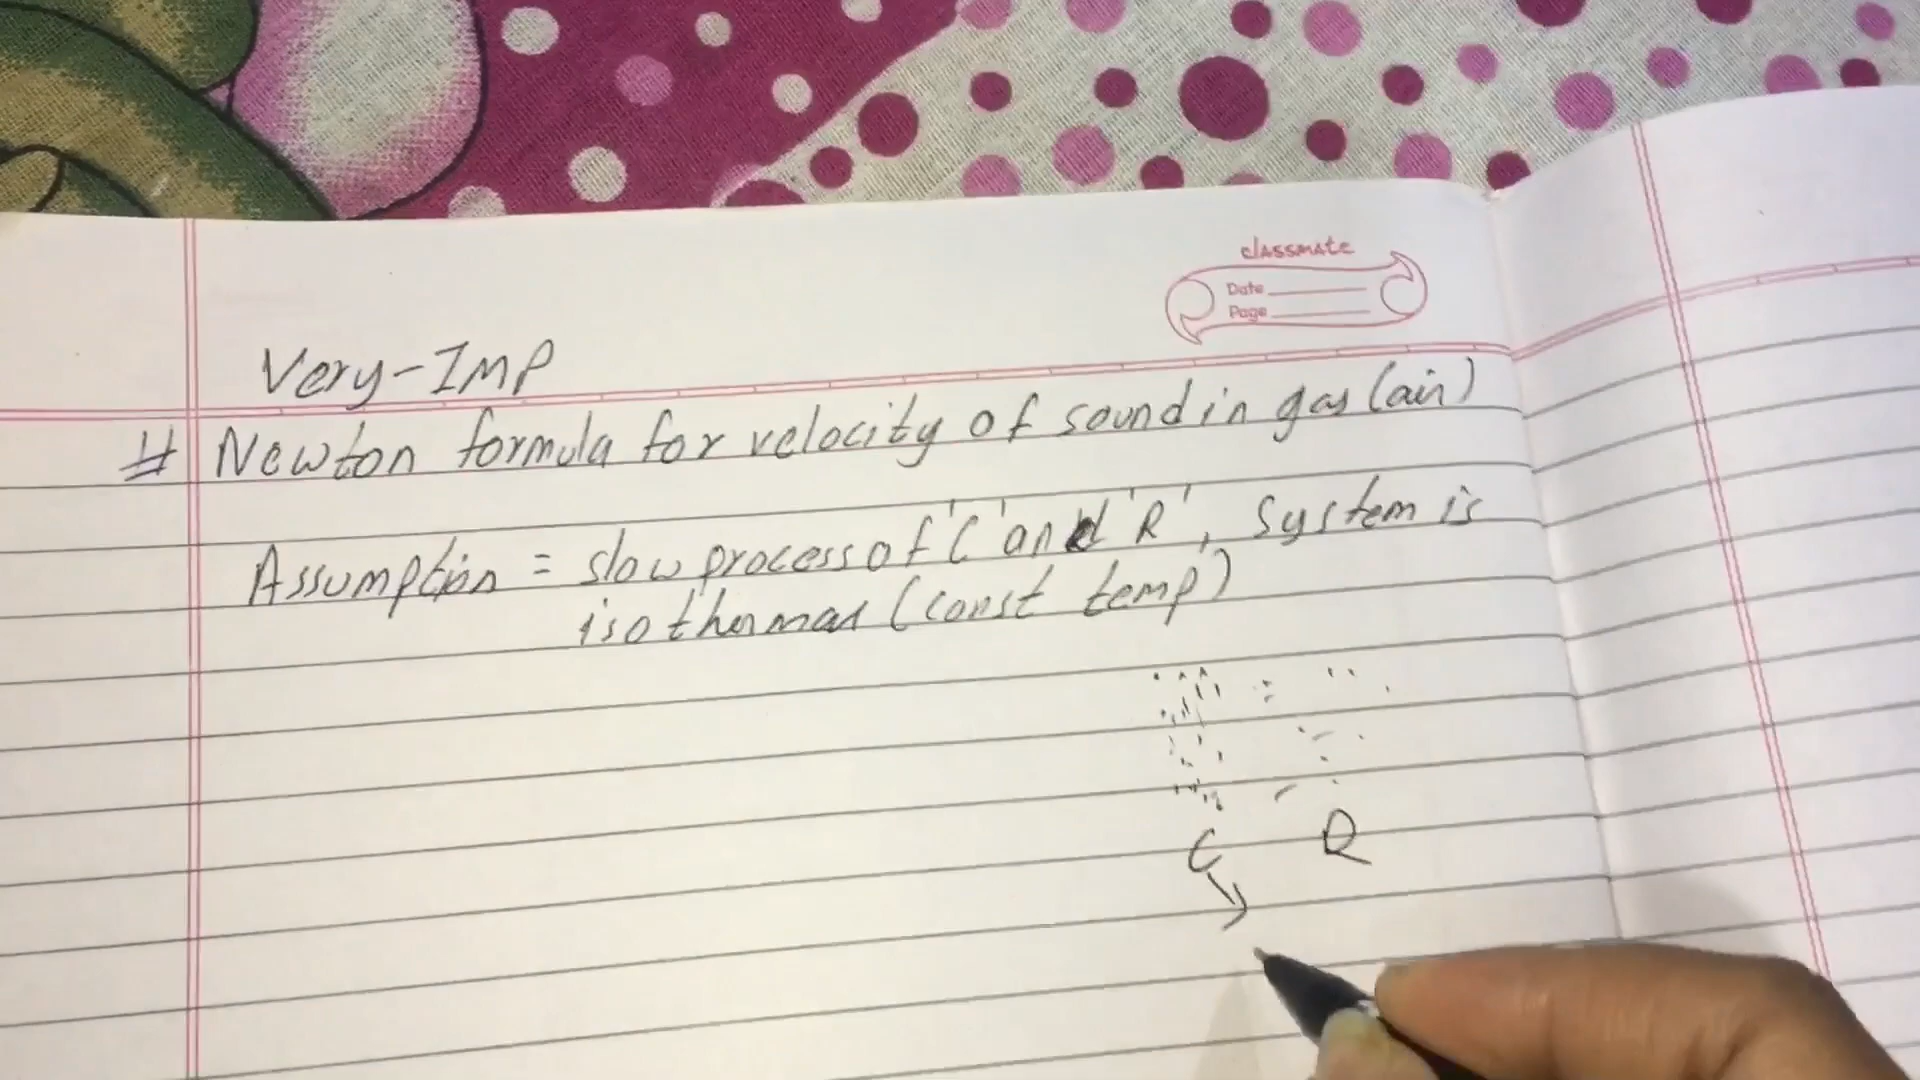 classmate
Date
Page
Very-IMP
# Newton formula for velocity of sound in gas (air)
Assumption = slow process of 'C' and 'R', system is
isothermal (const temp)
C R